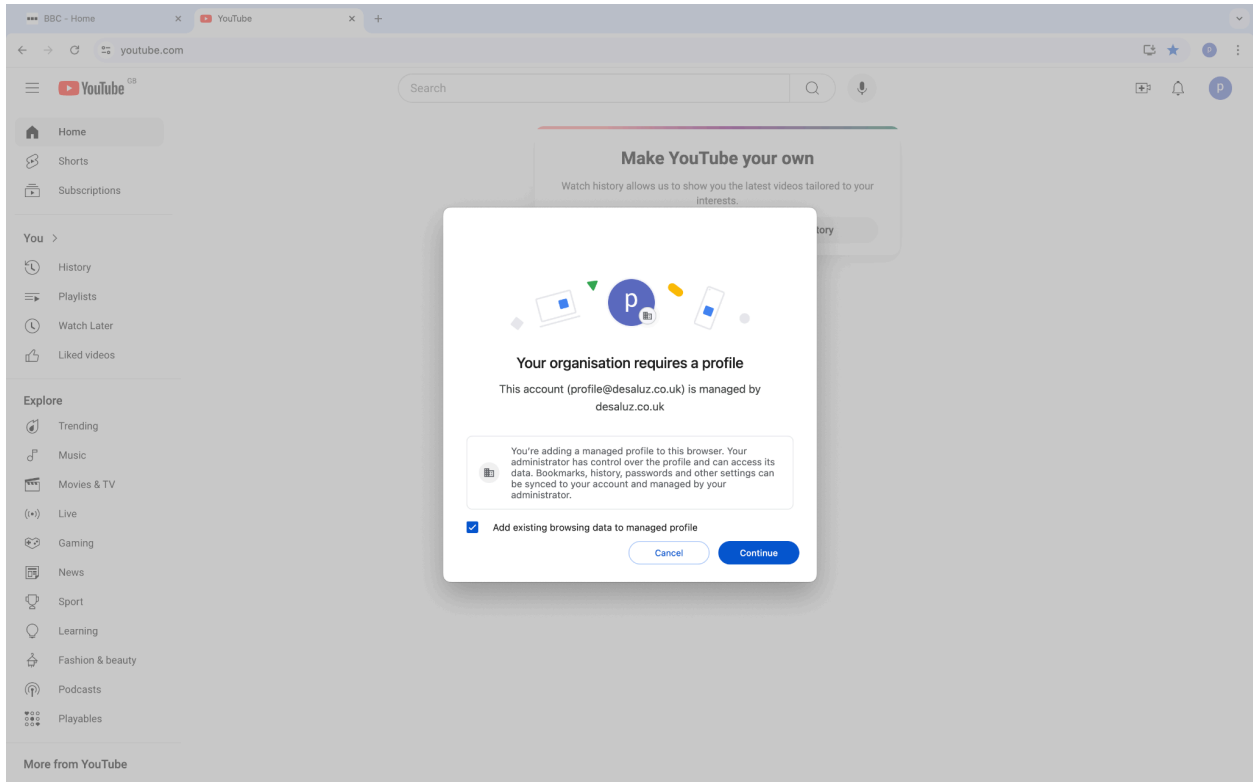 BBC - Home
YouTube
youtube.com
P
YouTube GB
Search
P
Home
Shorts
Subscriptions
You
History
Playlists
Watch Later
Liked videos
Explore
Trending
Music
Movies & TV
Live
Gaming
News
Sport
Learning
Fashion & beauty
Podcasts
Playables
More from YouTube
Make YouTube your own
Watch history allows us to show you the latest videos tailored to your
interests.
tory
p
Your organisation requires a profile
This account (profile@desaluz.co.uk) is managed by
desaluz.co.uk
You're adding a managed profile to this browser. Your
administrator has control over the profile and can access its
data. Bookmarks, history, passwords and other settings can
be synced to your account and managed by your
administrator.
Add existing browsing data to managed profile
Cancel
Continue